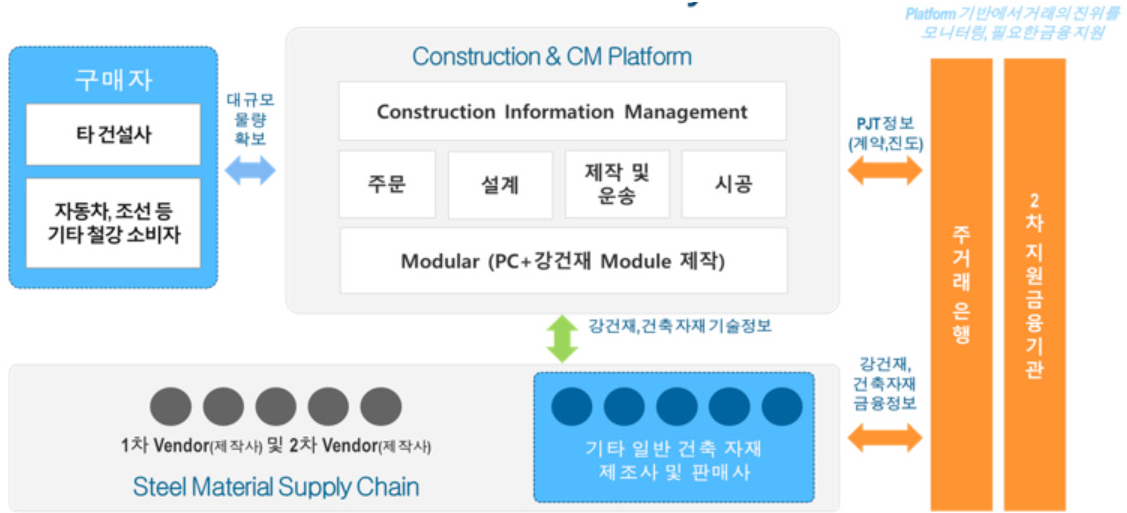 Platform 기반에서 거래의 진위를
모니터링, 필요한 금융 지원
구매자
타 건설사
자동차, 조선 등
기타 철강 소비자
대규모
물량
확보
Construction & CM Platform
Construction Information Management
주문
설계
제작 및
운송
시공
Modular (PC+강건재 Module 제작)
PJT 정보
(계약,진도)
강건재,건축 자재 기술정보
1차 Vendor(제작사) 및 2차 Vendor(제작사)
Steel Material Supply Chain
기타 일반 건축 자재
제조사 및 판매사
강건재,
건축자재
금융정보
주거래 은행
2차 지원금융기관